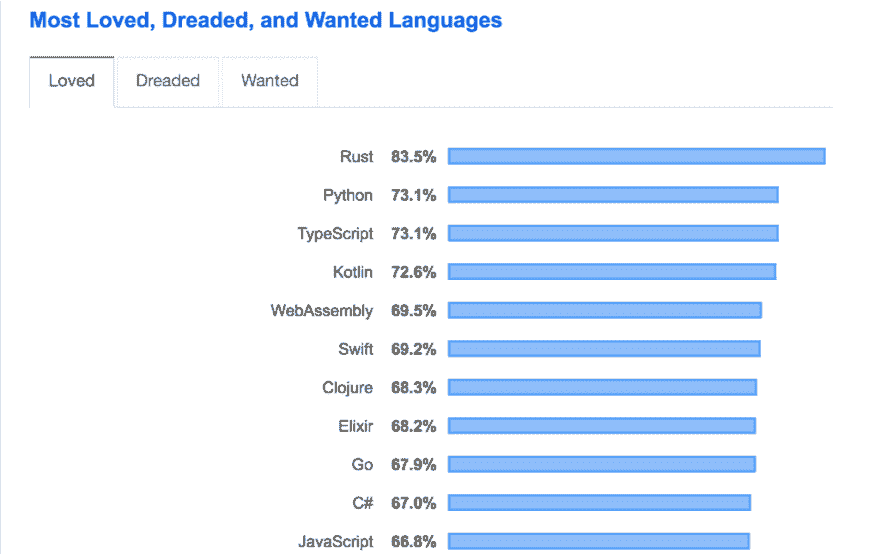 Most Loved, Dreaded, and Wanted Languages
Loved Dreaded Wanted
Rust 83.5%
Python 73.1%
TypeScript 73.1%
Kotlin 72.6%
WebAssembly 69.5%
Swift 69.2%
Clojure 68.3%
Elixir 68.2%
Go 67.9%
C# 67.0%
JavaScript 66.8%